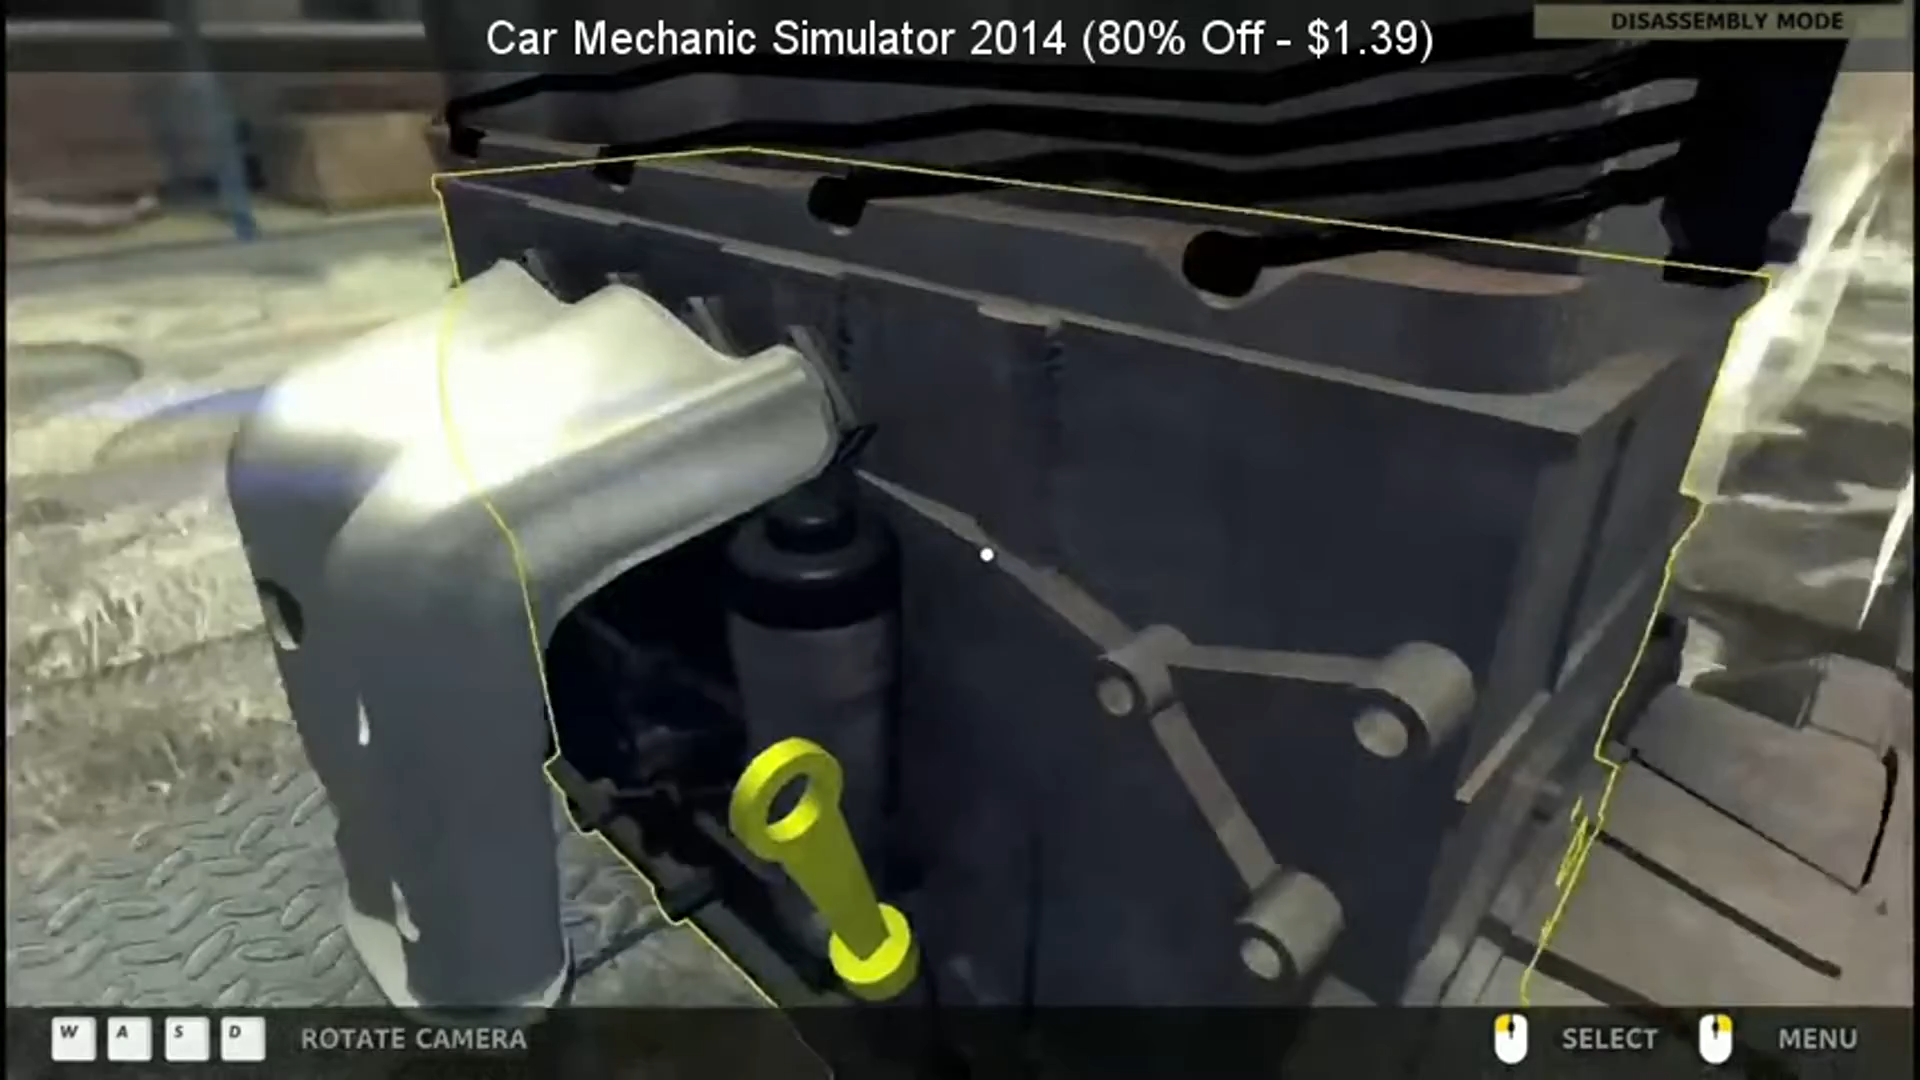 Car Mechanic Simulator 2014 (80% Off - $1.39)
DISASSEMBLY MODE
W A S D ROTATE CAMERA
SELECT MENU